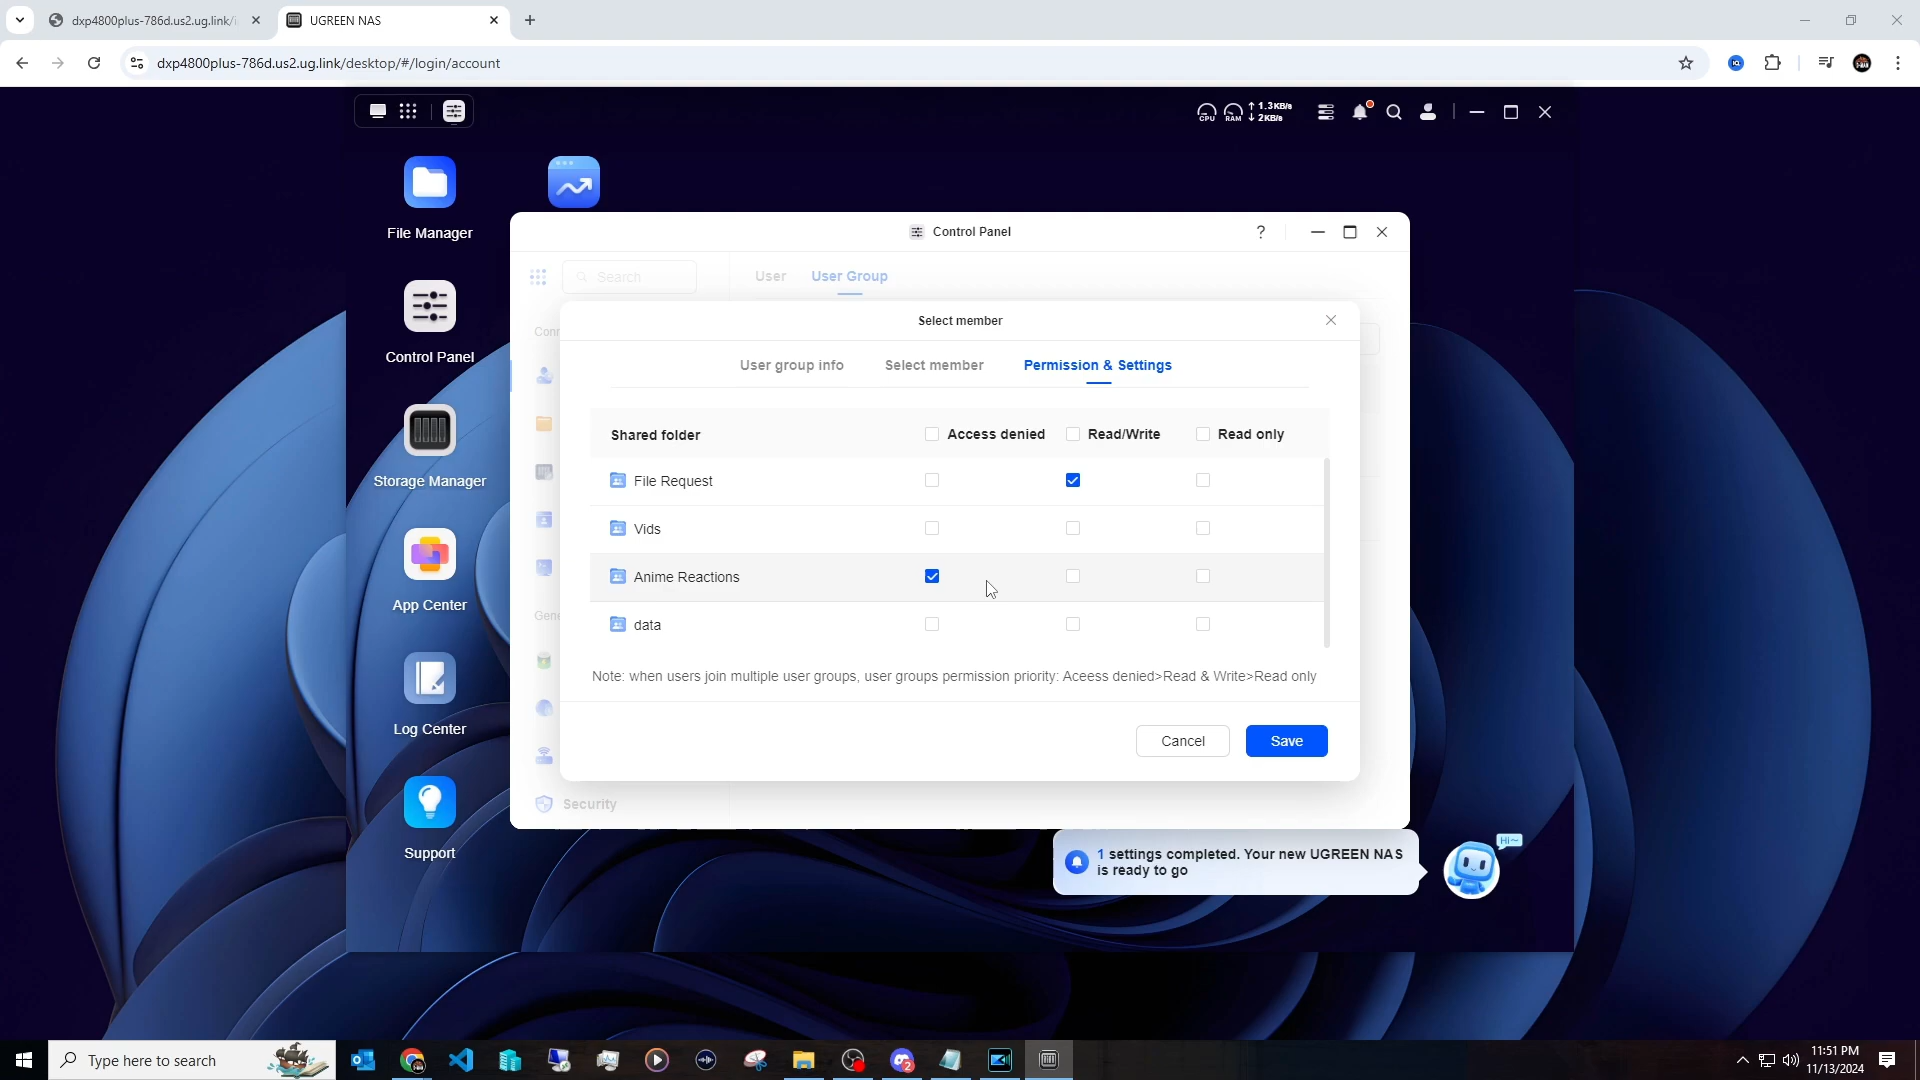 dxp4800plus-786d.us2.ug.link/
UGREEN NAS
dxp4800plus-786d.us2.ug.link/desktop/#/login/account
CPU
RAM
1.3KB/s
2KB/s
File Manager
Control Panel
Storage Manager
App Center
Log Center
Support
Control Panel
?
Search
User
User Group
Conn
Gene
Security
Select member
User group info
Select member
Permission & Settings
Shared folder
Access denied
Read/Write
Read only
File Request
Vids
Anime Reactions
data
Note: when users join multiple user groups, user groups permission priority: Aceess denied>Read & Write>Read only
Cancel
Save
1 settings completed. Your new UGREEN NAS
is ready to go
HI~
Type here to search
2
11:51 PM
11/13/2024